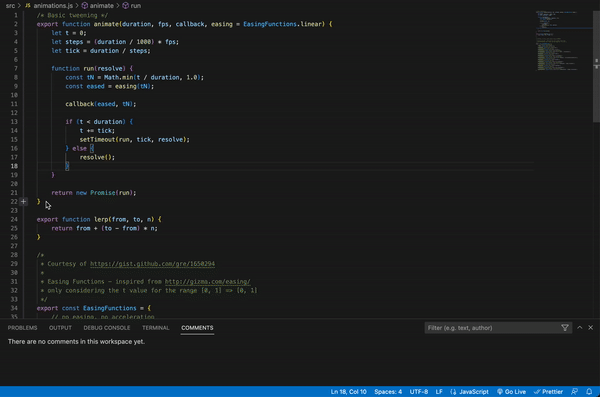 src > animations.js > animate > run
1 /* Basic tweening */
2 export function animate(duration, fps, callback, easing = EasingFunctions.linear) {
3 let t = 0;
4 let steps = (duration / 1000) * fps;
5 let tick = duration / steps;
6
7 function run(resolve) {
8 const tN = Math.min(t / duration, 1.0);
9 const eased = easing(tN);
10
11 callback(eased, tN);
12
13 if (t < duration) {
14 t += tick;
15 setTimeout(run, tick, resolve);
16 } else {
17 resolve();
18 }
19 }
20
21 return new Promise(run);
22 + }
23
24 export function lerp(from, to, n) {
25 return from + (to - from) * n;
26 }
27
28 /*
29 * Courtesy of https://gist.github.com/gre/1650294
30 *
31 * Easing Functions - inspired from http://gizma.com/easing/
32 * only considering the t value for the range [0, 1] => [0, 1]
33 */
34 export const EasingFunctions = {
35 // no easing, no acceleration
PROBLEMS OUTPUT DEBUG CONSOLE TERMINAL COMMENTS Filter (e.g. text, author)
There are no comments in this workspace yet.
Ln 18, Col 10 Spaces: 4 UTF-8 LF JavaScript Go Live Prettier